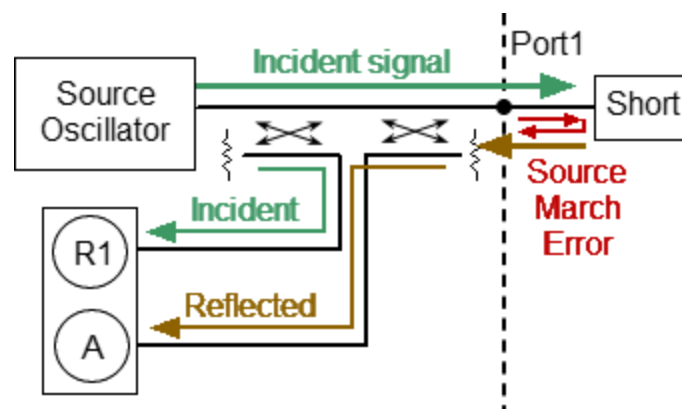 Port1
Incident signal
Source
Oscillator
Short
Source
March
Error
Incident
R1
Reflected
A